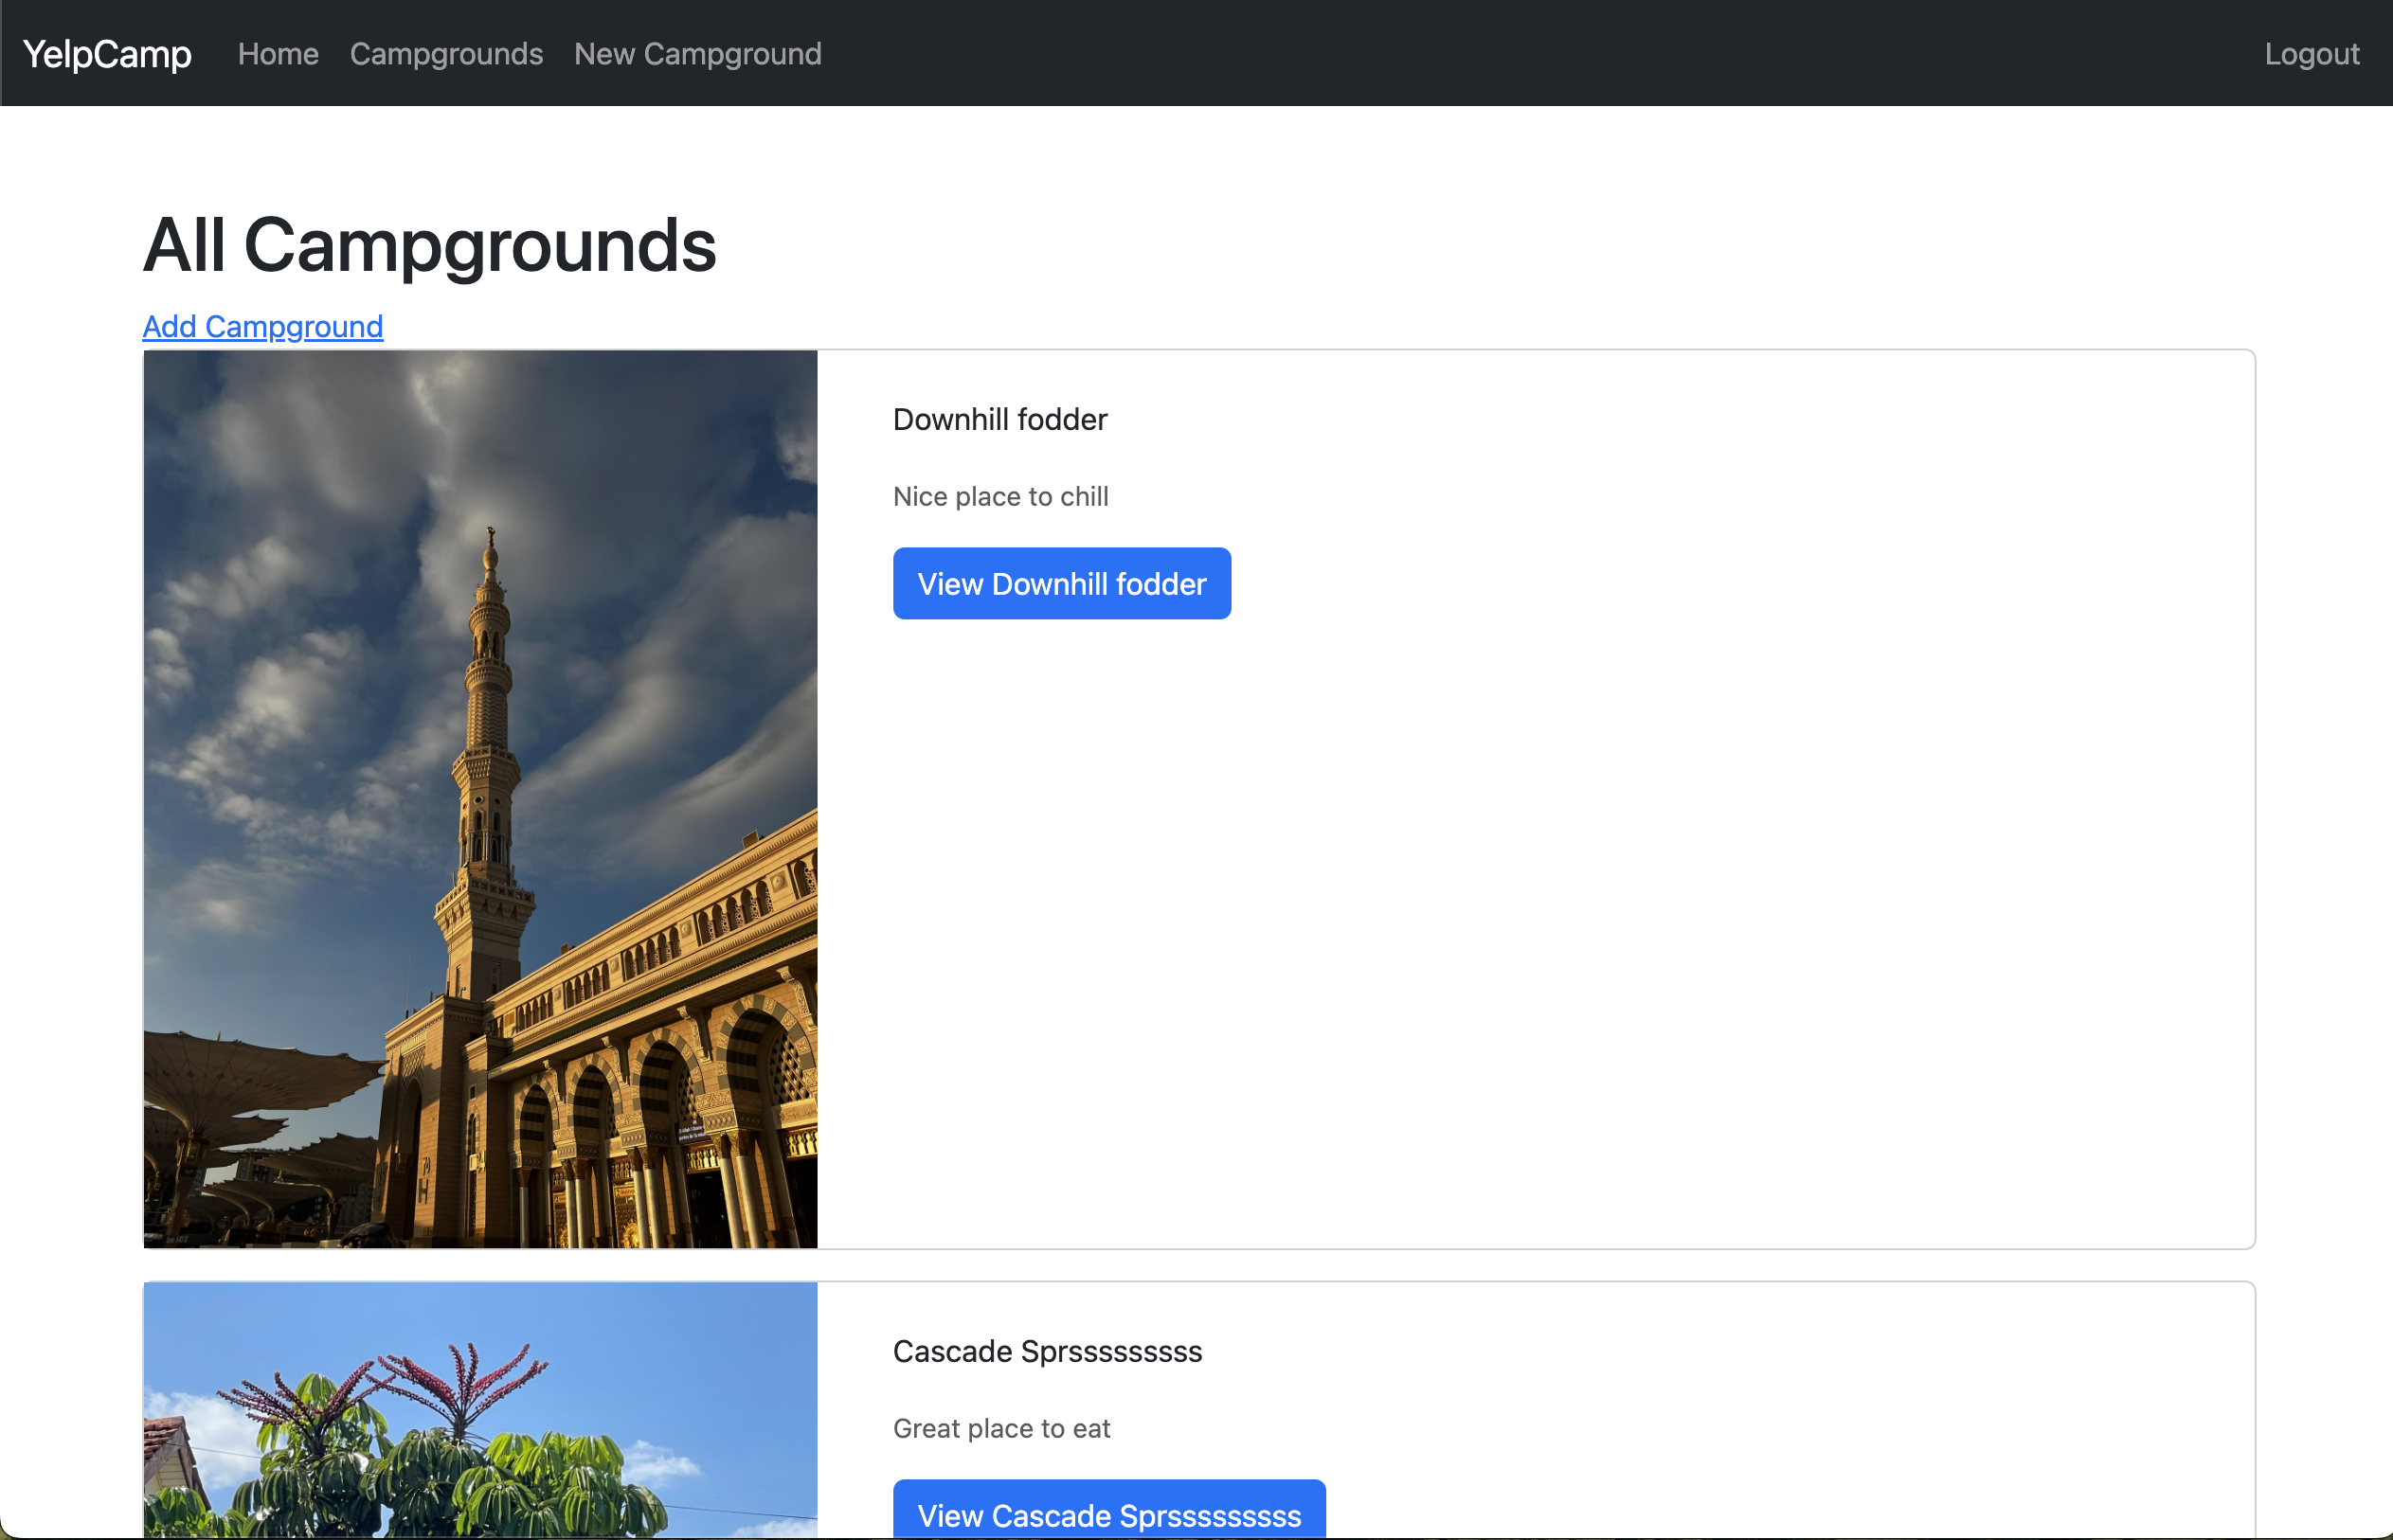 YelpCamp Home Campgrounds New Campground Logout
All Campgrounds
Add Campground
Downhill fodder
Nice place to chill
View Downhill fodder
Cascade Sprsssssssss
Great place to eat
View Cascade Sprsssssssss